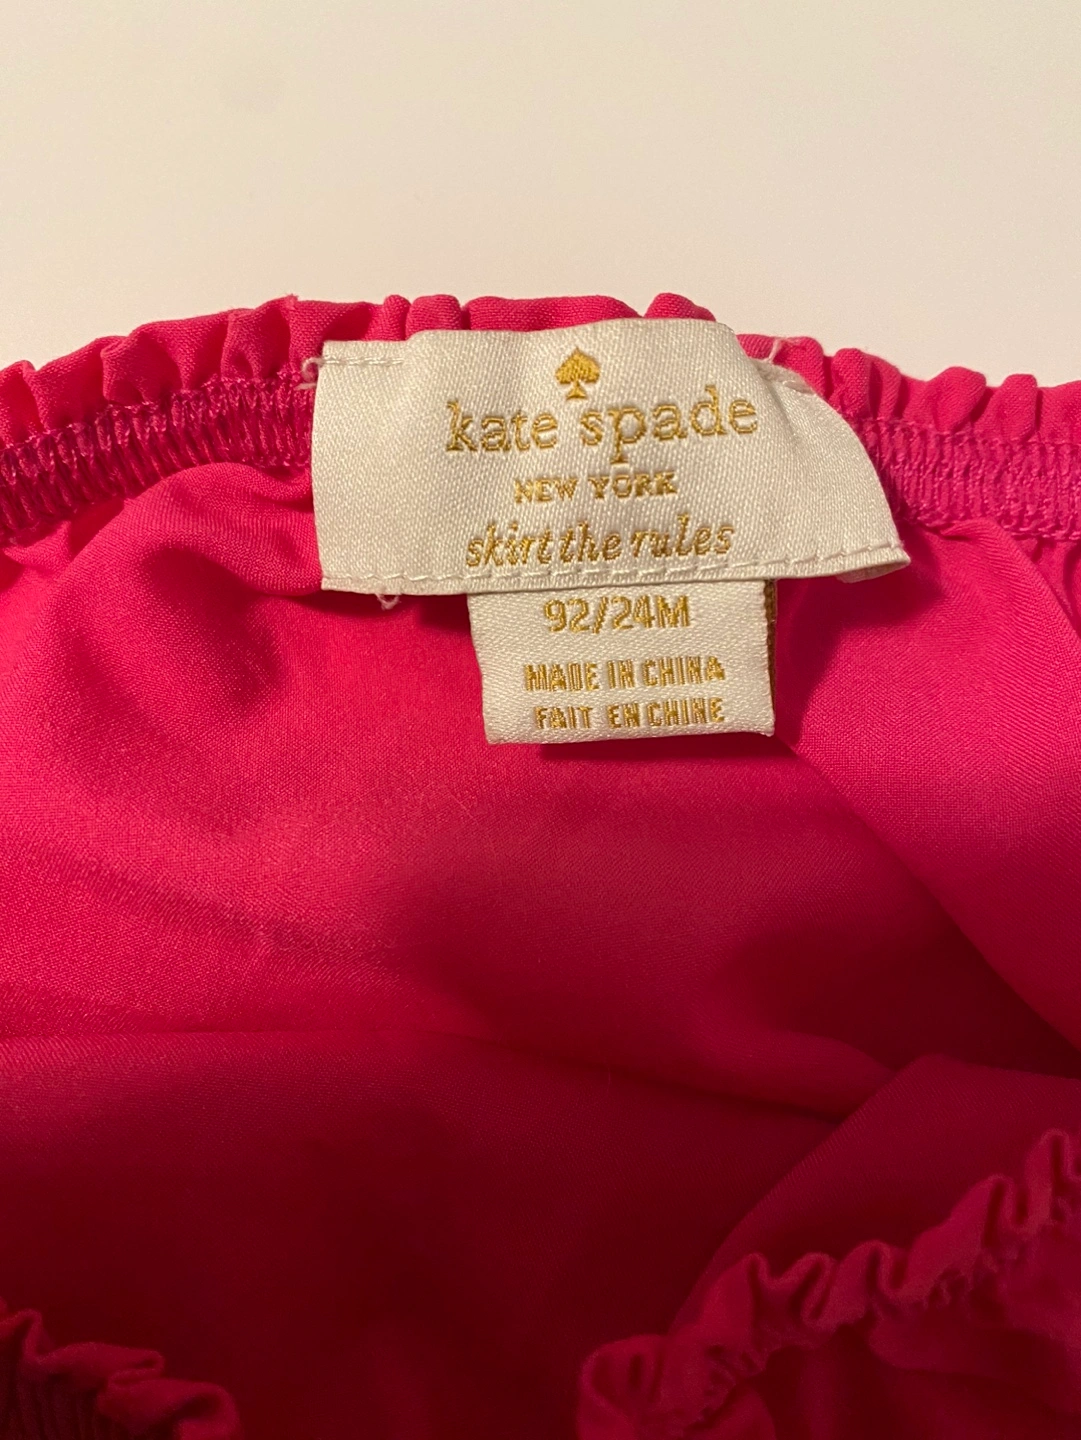 kate spade
NEW YORK
skirt the rules
92/24M
MADE IN CHINA
FAIT EN CHINE